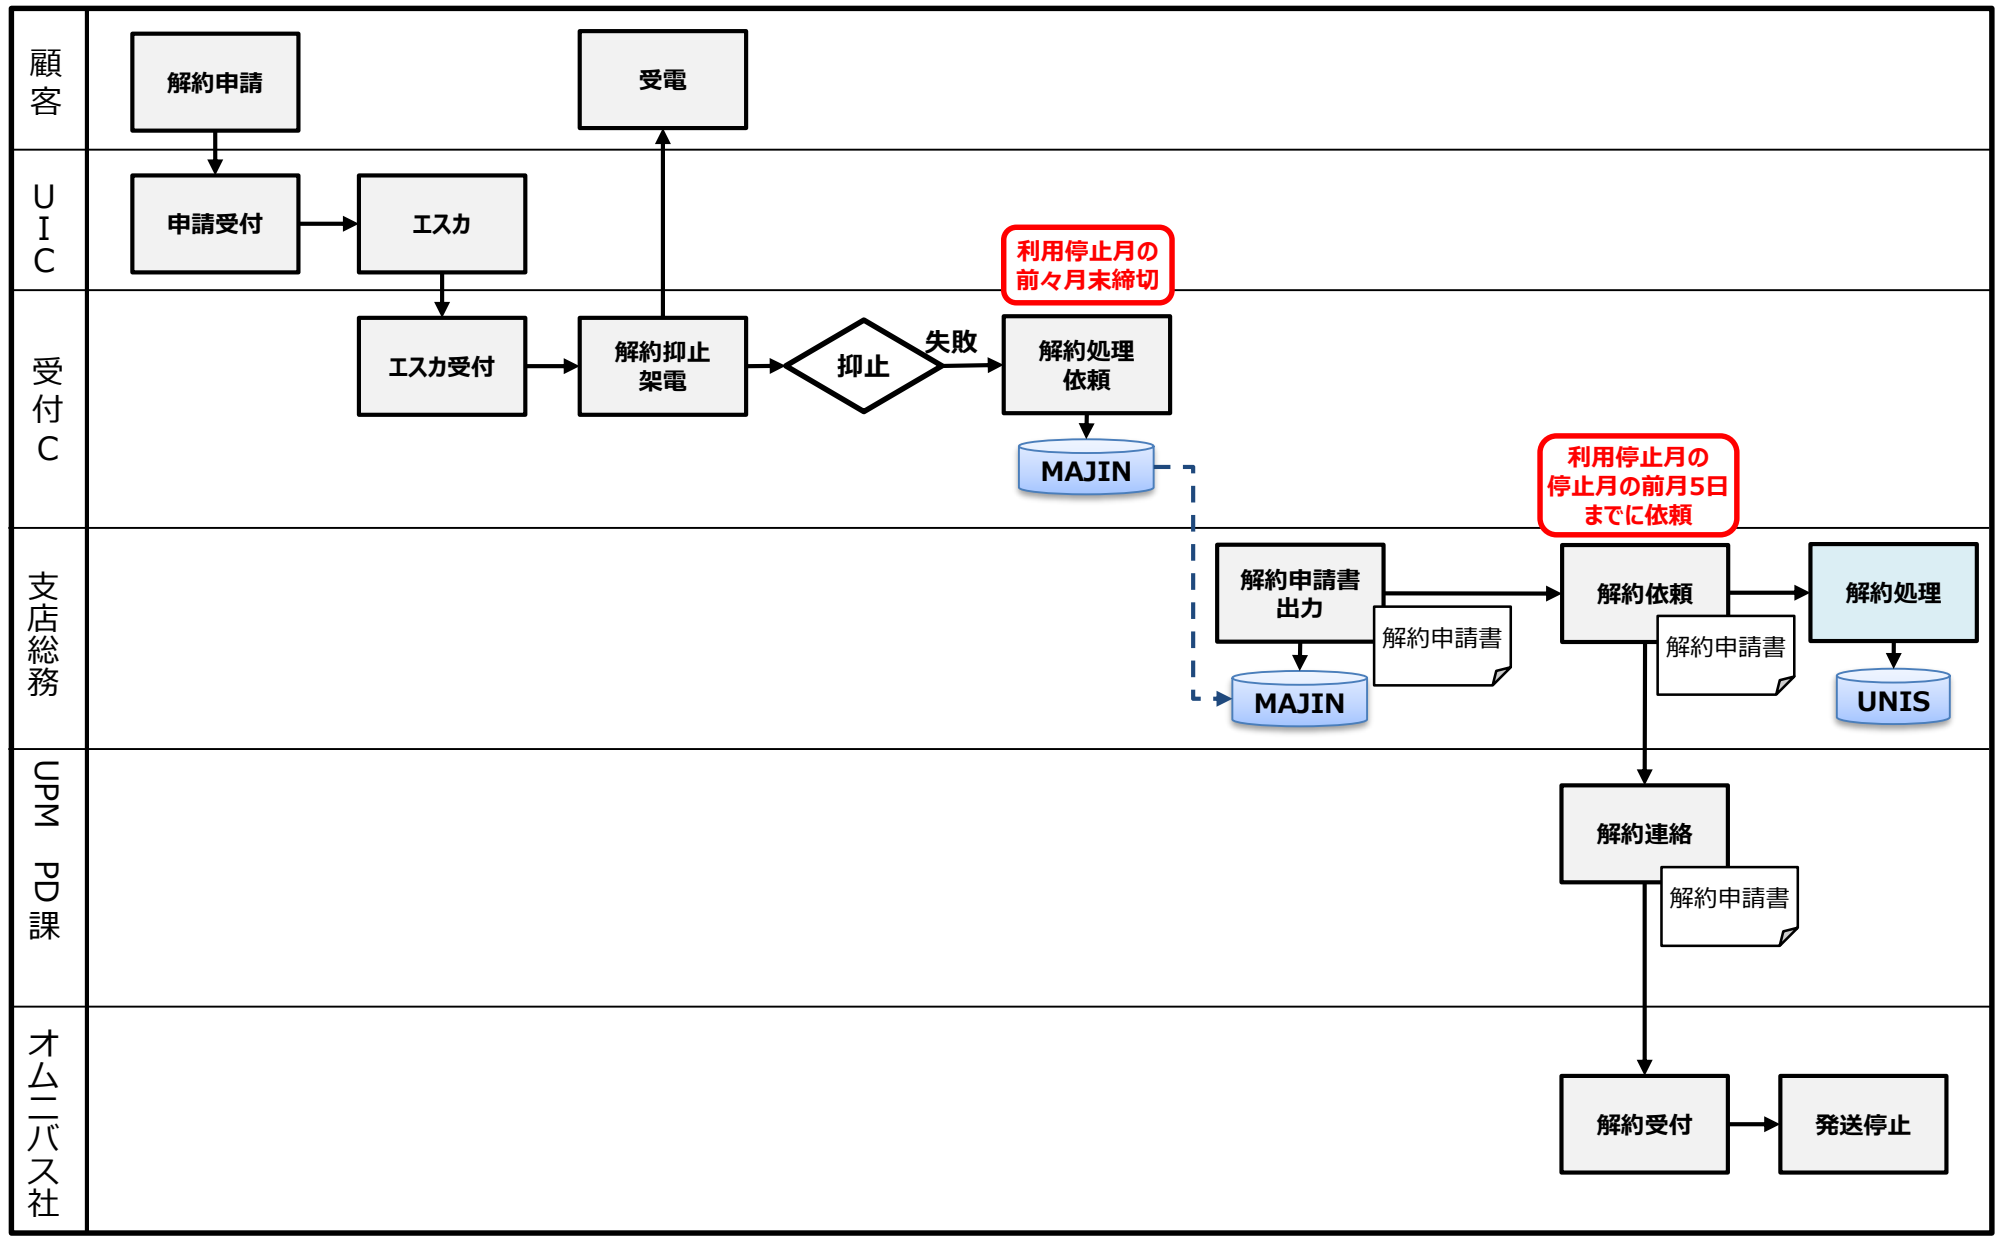 顧客
解約申請
受電
UIC
申請受付
エスカ
利用停止月の
前々月末締切
受付C
エスカ受付
解約抑止
架電
抑止
失敗
解約処理
依頼
MAJIN
利用停止月の
停止月の前月5日
までに依頼
支店総務
解約申請書
出力
解約申請書
MAJIN
解約依頼
解約申請書
解約処理
UNIS
UPM PD課
解約連絡
解約申請書
オムニバス社
解約受付
発送停止